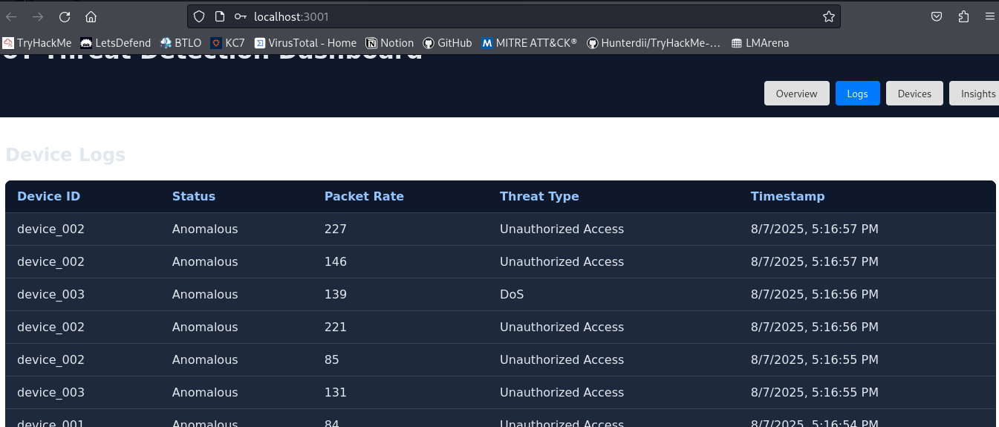 localhost:3001
TryHackMe LetsDefend BTLO KC7 VirusTotal - Home Notion GitHub MITRE ATT&CK® Hunterdii/TryHackMe-... LMArena
Threat Detection Dashboard
Overview Logs Devices Insights
Device Logs
Device ID Status Packet Rate Threat Type Timestamp
device_002 Anomalous 227 Unauthorized Access 8/7/2025, 5:16:57 PM
device_002 Anomalous 146 Unauthorized Access 8/7/2025, 5:16:57 PM
device_003 Anomalous 139 DoS 8/7/2025, 5:16:56 PM
device_002 Anomalous 221 Unauthorized Access 8/7/2025, 5:16:56 PM
device_002 Anomalous 85 Unauthorized Access 8/7/2025, 5:16:55 PM
device_003 Anomalous 131 Unauthorized Access 8/7/2025, 5:16:55 PM
device_001 Anomalous 84 Unauthorized Access 8/7/2025, 5:16:54 PM